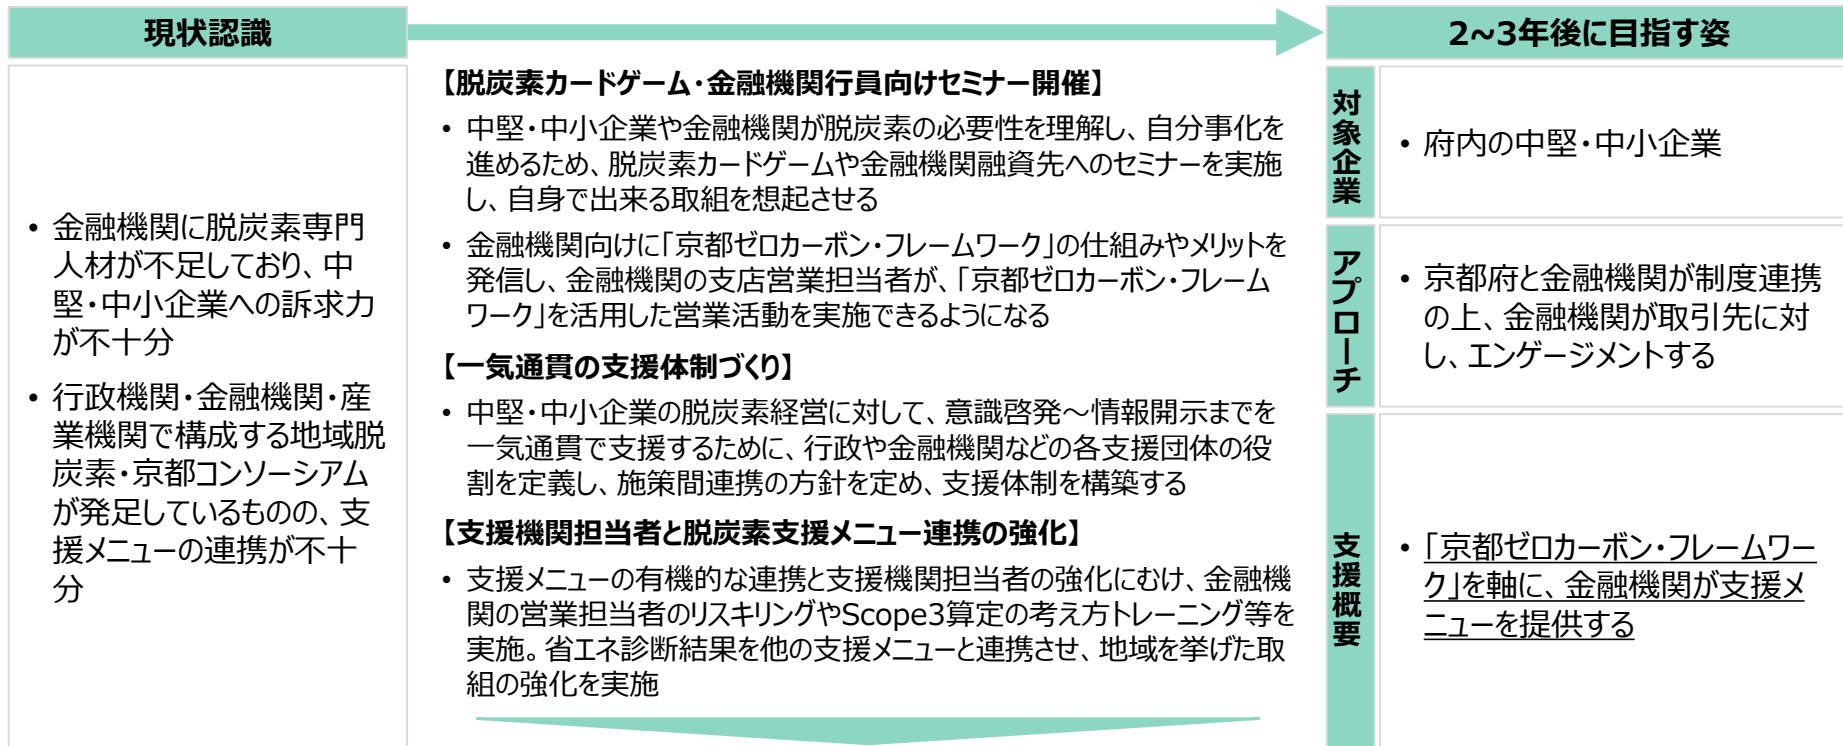 現状認識
• 金融機関に脱炭素専門
人材が不足しており、中
堅・中小企業への訴求力
が不十分
• 行政機関・金融機関・産
業機関で構成する地域脱
炭素・京都コンソーシアム
が発足しているものの、支
援メニューの連携が不十
分
【脱炭素カードゲーム・金融機関行員向けセミナー開催】
• 中堅・中小企業や金融機関が脱炭素の必要性を理解し、自分事化を
進めるため、脱炭素カードゲームや金融機関融資先へのセミナーを実施
し、自身で出来る取組を想起させる
• 金融機関向けに「京都ゼロカーボン・フレームワーク」の仕組みやメリットを
発信し、金融機関の支店営業担当者が、「京都ゼロカーボン・フレーム
ワーク」を活用した営業活動を実施できるようになる
【一気通貫の支援体制づくり】
• 中堅・中小企業の脱炭素経営に対して、意識啓発～情報開示までを
一気通貫で支援するために、行政や金融機関などの各支援団体の役
割を定義し、施策間連携の方針を定め、支援体制を構築する
【支援機関担当者と脱炭素支援メニュー連携の強化】
• 支援メニューの有機的な連携と支援機関担当者の強化にむけ、金融機
関の営業担当者のリスキリングやScope3算定の考え方トレーニング等を
実施。省エネ診断結果を他の支援メニューと連携させ、地域を挙げた取
組の強化を実施
2~3年後に目指す姿
対象企業
• 府内の中堅・中小企業
アプローチ
• 京都府と金融機関が制度連携
の上、金融機関が取引先に対
し、エンゲージメントする
支援概要
• 「京都ゼロカーボン・フレームワー
ク」を軸に、金融機関が支援メ
ニューを提供する